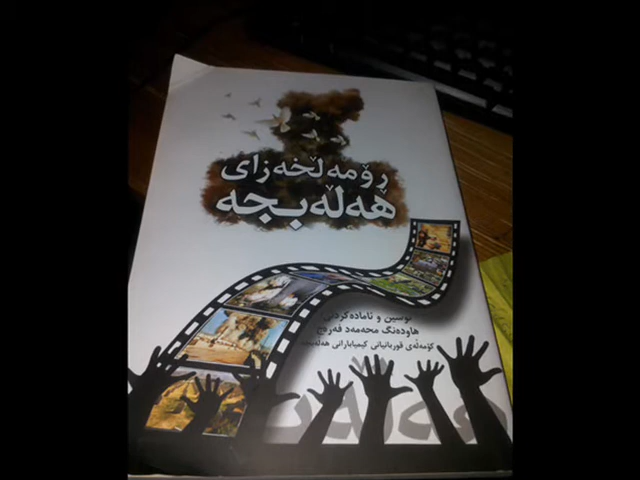 ڕۆمەڵخەزای
هەڵەبجە
نوسین و ئامادەکردنی
هاودەنگ محەمەد فەرەج
کۆمەڵەی قوربانیانی کیمیابارانی هەڵەبجە